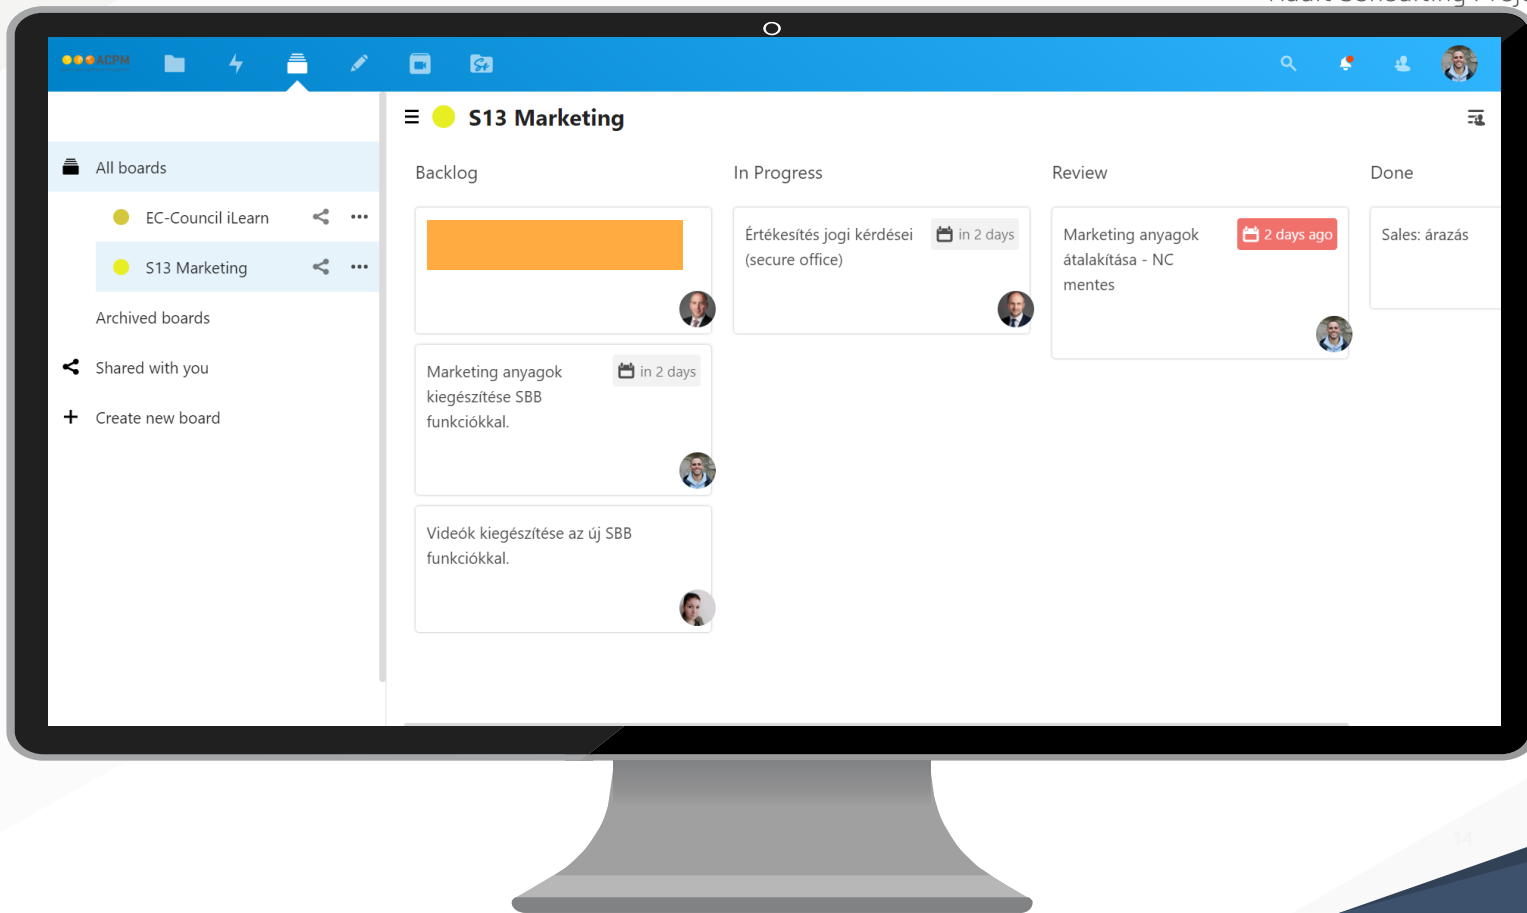 ACPM
S13 Marketing
All boards
EC-Council iLearn
S13 Marketing
Archived boards
Shared with you
Create new board
Backlog
Marketing anyagok
kiegészítése SBB
funkciókkal.
in 2 days
Videók kiegészítése az új SBB
funkciókkal.
In Progress
Értékesítés jogi kérdései
(secure office)
in 2 days
Review
Marketing anyagok
átalakítása - NC
mentes
2 days ago
Done
Sales: árazás
14